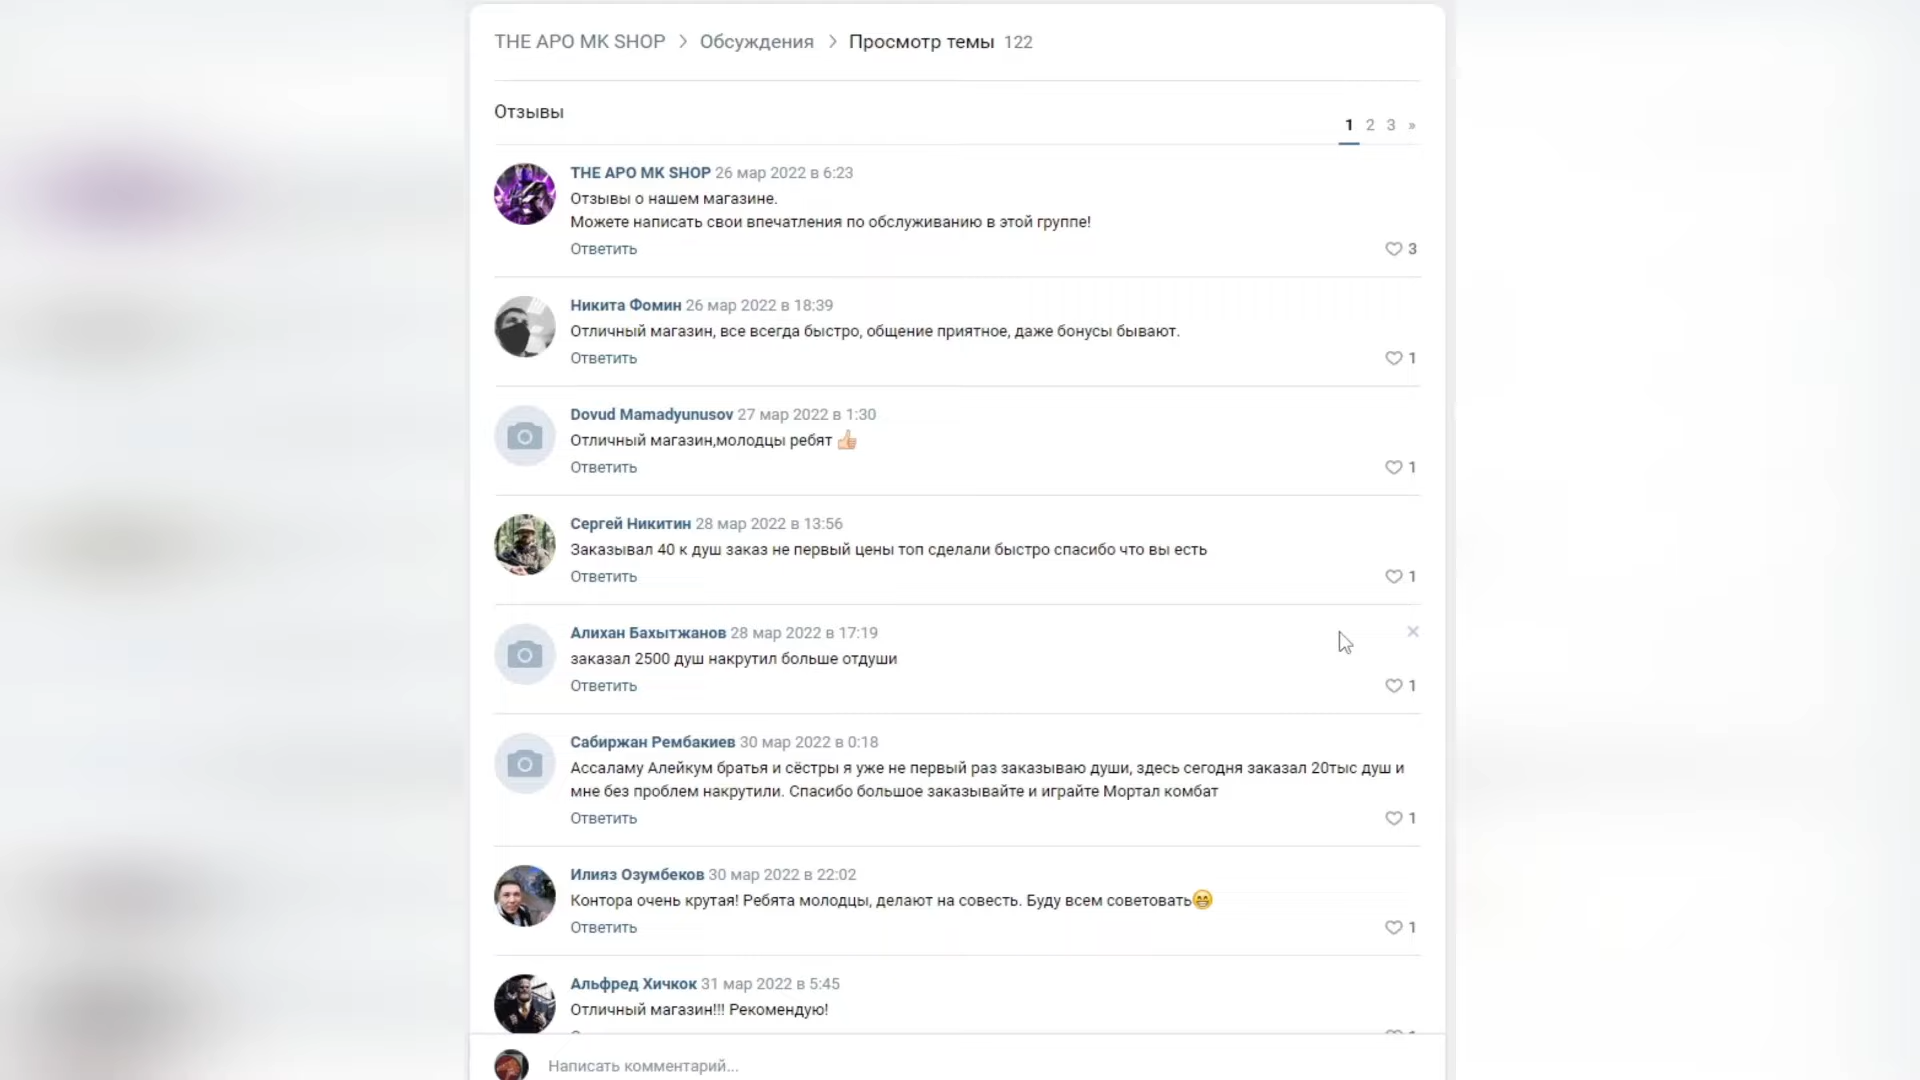 THE APO MK SHOP > Обсуждения > Просмотр темы 122
Отзывы
1 2 3 »
THE APO MK SHOP 26 мар 2022 в 6:23
Отзывы о нашем магазине.
Можете написать свои впечатления по обслуживанию в этой группе!
Ответить
3
Никита Фомин 26 мар 2022 в 18:39
Отличный магазин, все всегда быстро, общение приятное, даже бонусы бывают.
Ответить
1
Dovud Mamadyunusov 27 мар 2022 в 1:30
Отличный магазин,молодцы ребят 👍🏻
Ответить
1
Сергей Никитин 28 мар 2022 в 13:56
Заказывал 40 к душ заказ не первый цены топ сделали быстро спасибо что вы есть
Ответить
1
Алихан Бахытжанов 28 мар 2022 в 17:19
заказал 2500 душ накрутил больше отдуши
Ответить
1
Сабиржан Рембакиев 30 мар 2022 в 0:18
Ассаламу Алейкум братья и сёстры я уже не первый раз заказываю души, здесь сегодня заказал 20тыс душ и
мне без проблем накрутили. Спасибо большое заказывайте и играйте Мортал комбат
Ответить
1
Илияз Озумбеков 30 мар 2022 в 22:02
Контора очень крутая! Ребята молодцы, делают на совесть. Буду всем советовать😁
Ответить
1
Альфред Хичкок 31 мар 2022 в 5:45
Отличный магазин!!! Рекомендую!
Написать комментарий...